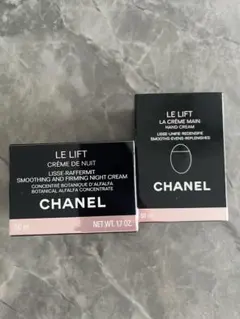 LE LIFT
CRÈME DE NUIT
LISSE-RAFFERMIT
SMOOTHING AND FIRMING NIGHT CREAM
CONCENTRÉ BOTANIQUE D'ALFALFA
BOTANICAL ALFALFA CONCENTRATE
CHANEL
NET WT. 1.7 OZ.
LE LIFT
LA CRÈME MAIN
HAND CREAM
LISSE-UNIFIE-REDENSIFIE
SMOOTHS-EVENS-REPLENISHES
CHANEL